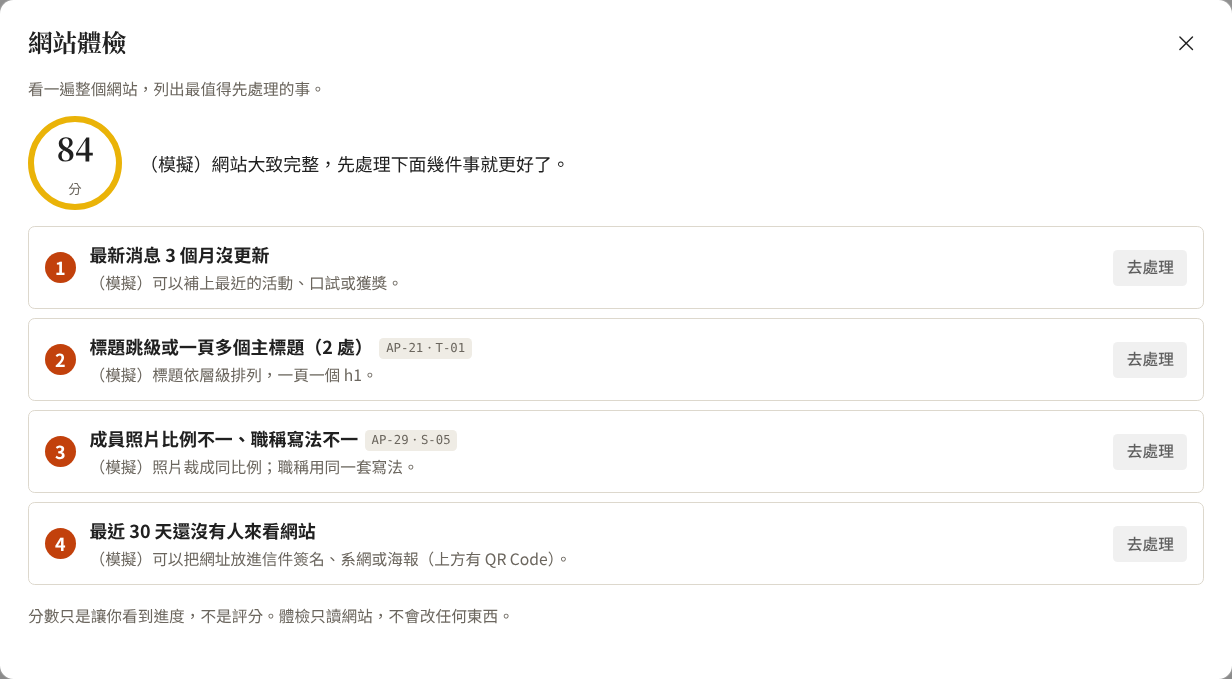 網站體檢
看一遍整個網站，列出最值得先處理的事。
84
分
（模擬）網站大致完整，先處理下面幾件事就更好了。
1
最新消息 3 個月沒更新
（模擬）可以補上最近的活動、口試或獲獎。
去處理
2
標題跳級或一頁多個主標題（2 處） AP-21 · T-01
（模擬）標題依層級排列，一頁一個 h1。
去處理
3
成員照片比例不一、職稱寫法不一 AP-29 · S-05
（模擬）照片裁成同比例；職稱用同一套寫法。
去處理
4
最近 30 天還沒有人來看網站
（模擬）可以把網址放進信件簽名、系網或海報（上方有 QR Code）。
去處理
分數只是讓你看到進度，不是評分。體檢只讀網站，不會改任何東西。